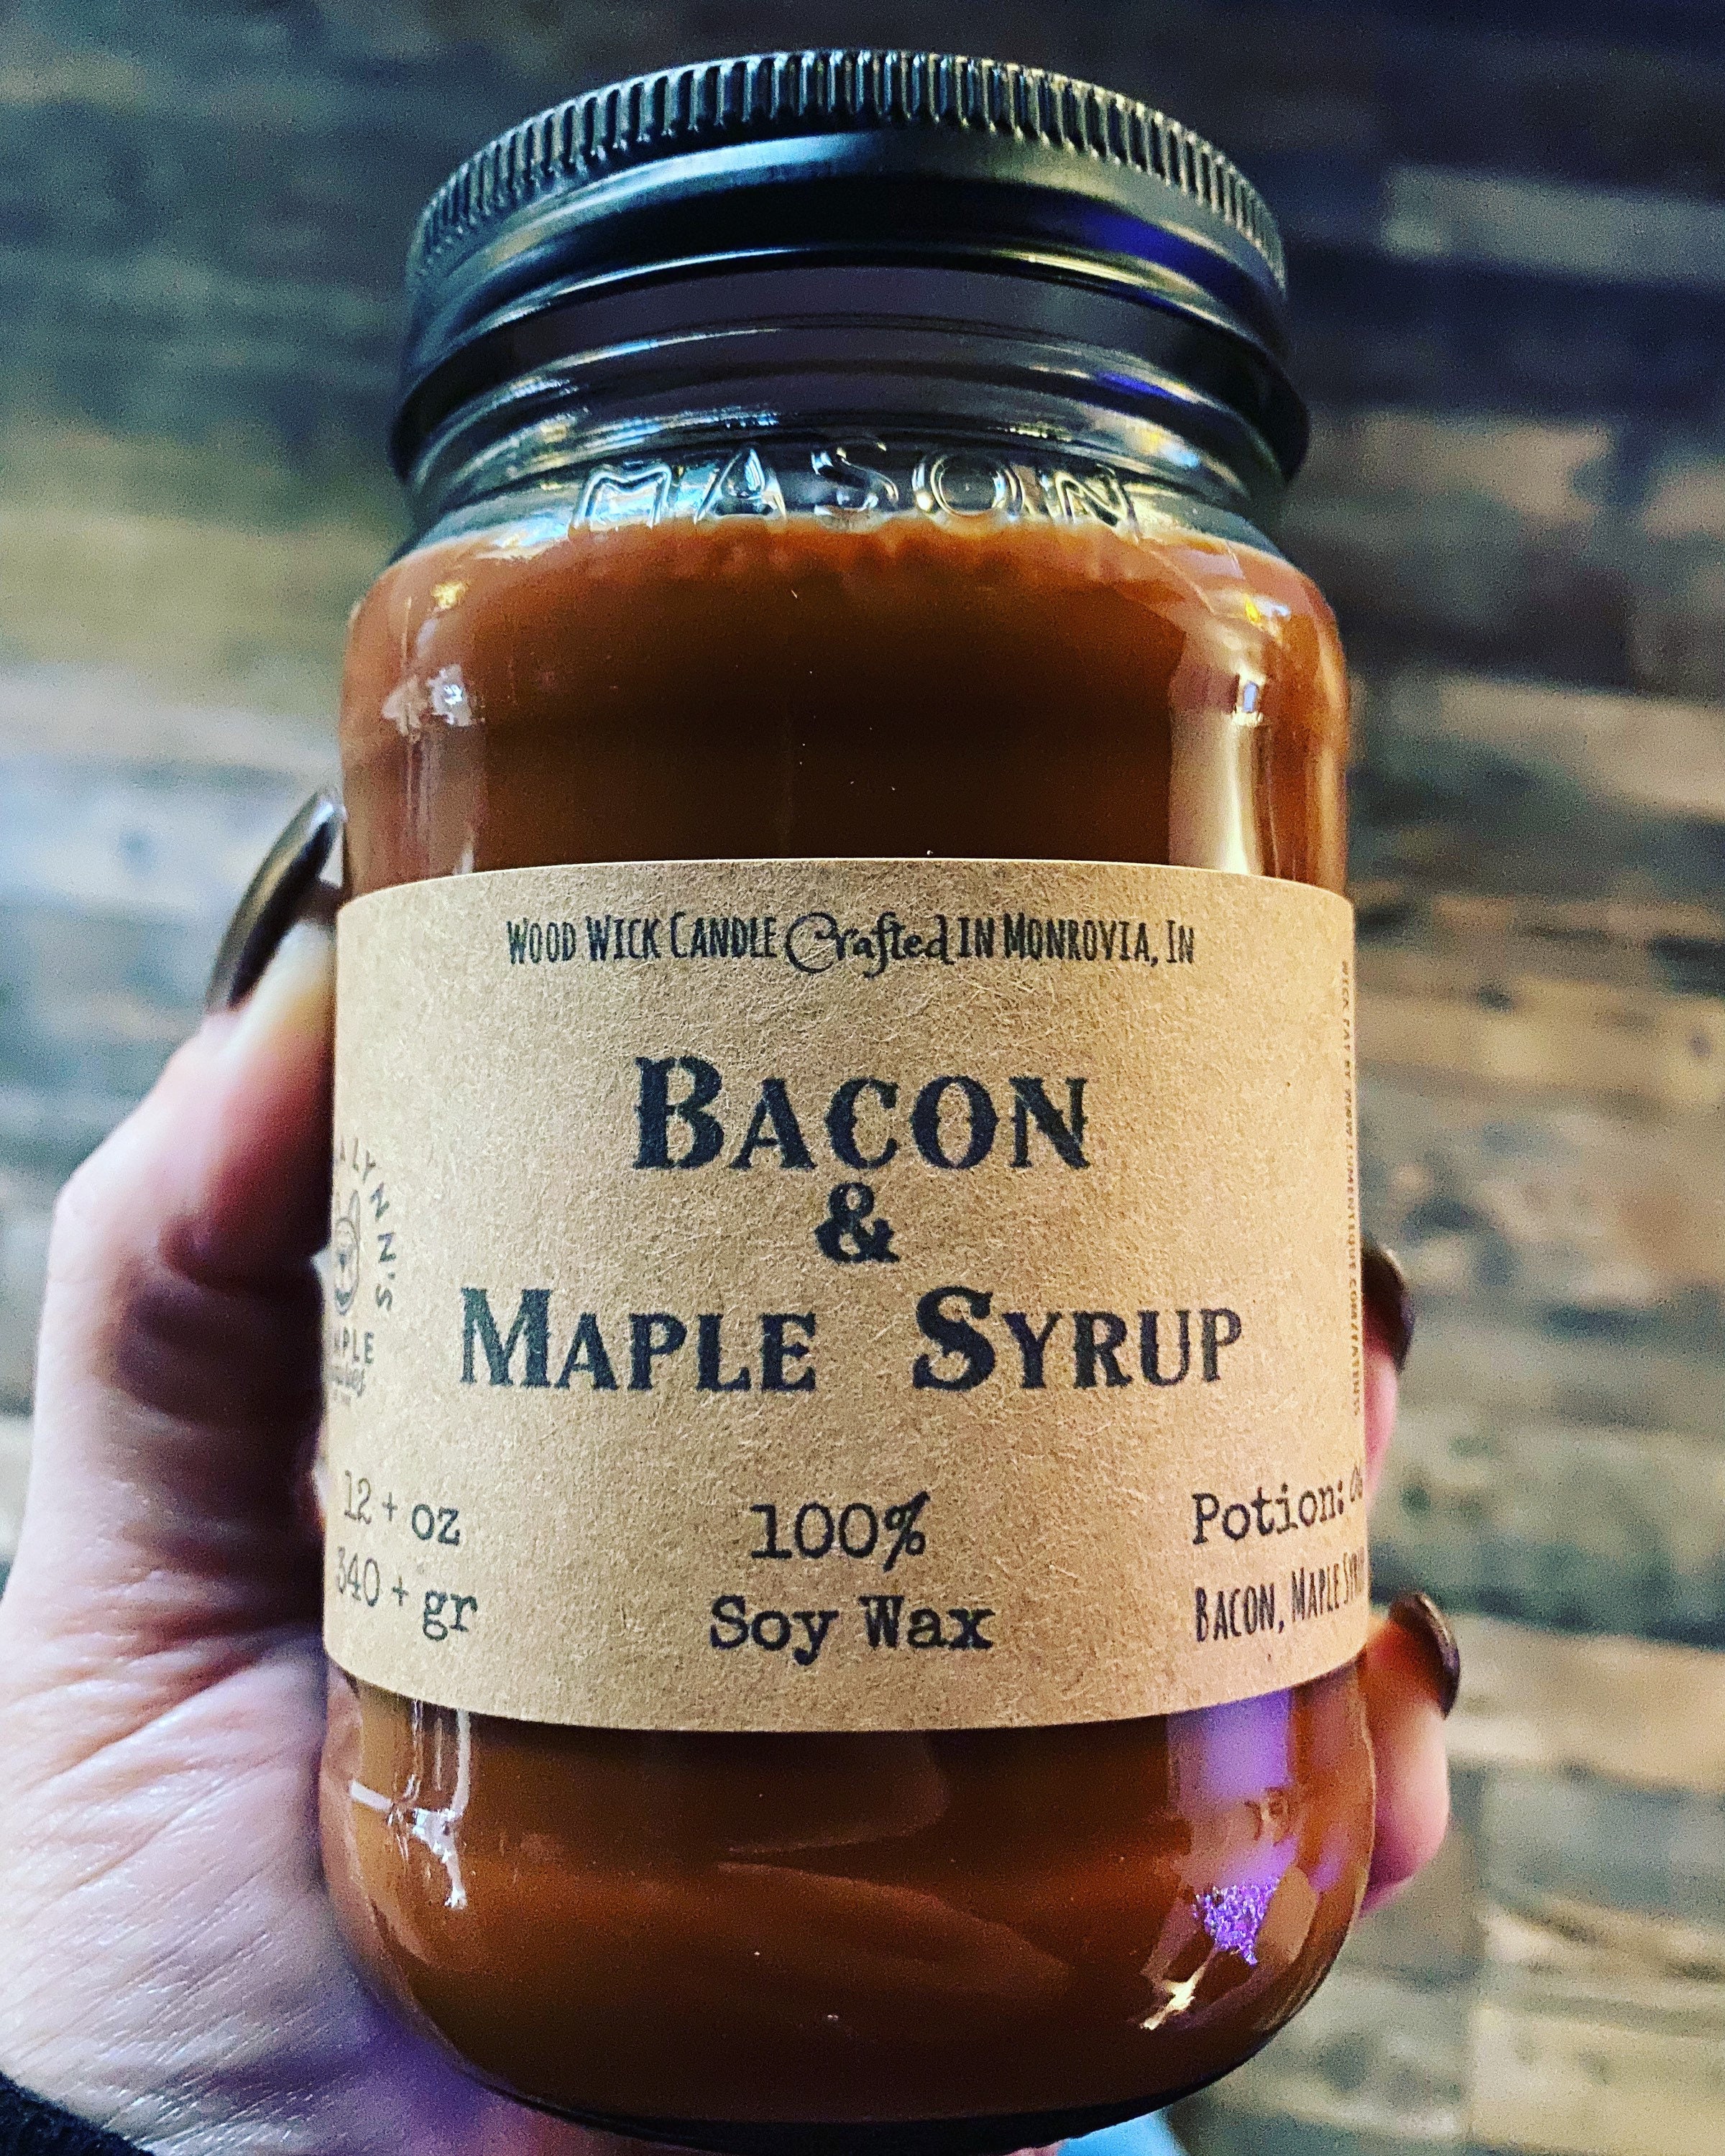 MASON
WOOD WICK CANDLE Crafted IN MONROVIA, IN
BACON
&
MAPLE SYRUP
LYNN'S
12 + oz
340 + gr
100%
Soy Wax
Potion:
BACON, MAPLE